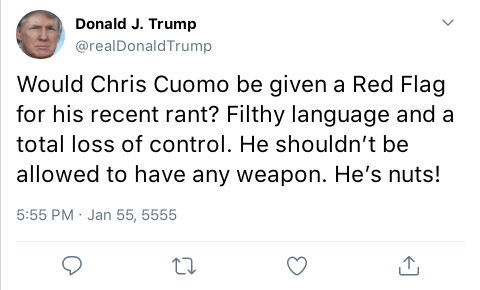 Donald J. Trump
@realDonaldTrump
Would Chris Cuomo be given a Red Flag
for his recent rant? Filthy language and a
total loss of control. He shouldn’t be
allowed to have any weapon. He’s nuts!
5:55 PM · Jan 55, 5555